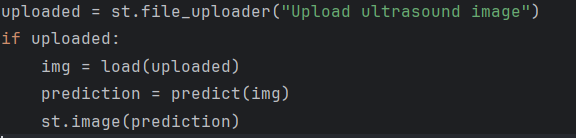 uploaded = st.file_uploader("Upload ultrasound image")
if uploaded:
    img = load(uploaded)
    prediction = predict(img)
    st.image(prediction)